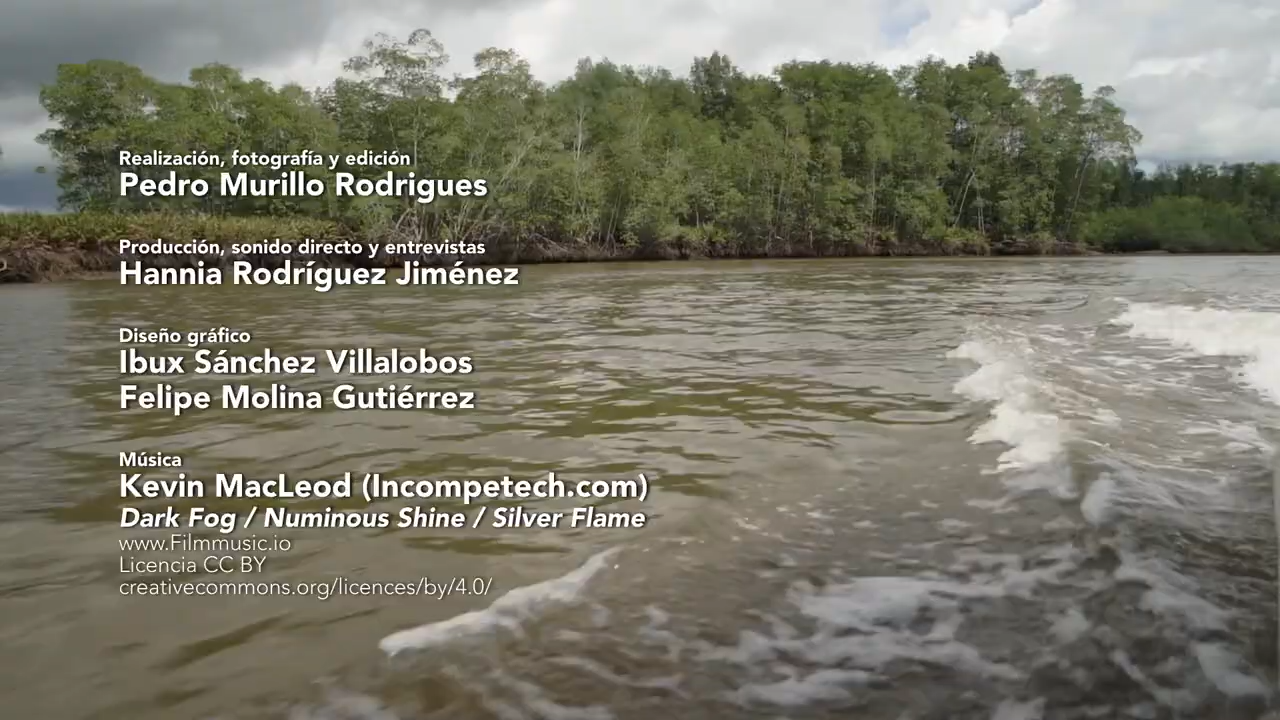 Realización, fotografía y edición
Pedro Murillo Rodrigues
Producción, sonido directo y entrevistas
Hannia Rodríguez Jiménez
Diseño gráfico
Ibux Sánchez Villalobos
Felipe Molina Gutiérrez
Música
Kevin MacLeod (Incompetech.com)
Dark Fog / Numinous Shine / Silver Flame
www.Filmmusic.io
Licencia CC BY
creativecommons.org/licences/by/4.0/